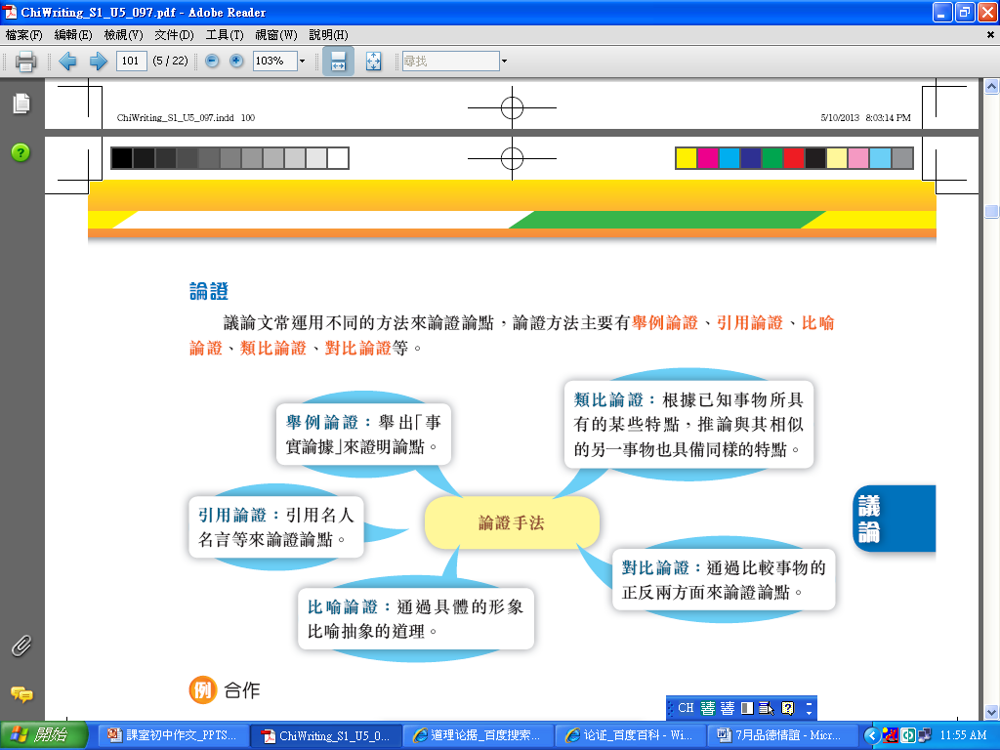 ChiWriting_S1_U5_097.pdf - Adobe Reader
檔案(F) 編輯(E) 檢視(V) 文件(D) 工具(T) 視窗(W) 說明(H)
101 (5 / 22) 103% 尋找
ChiWriting_S1_U5_097.indd 100
5/10/2013 8:03:14 PM
論證
議論文常運用不同的方法來論證論點，論證方法主要有舉例論證、引用論證、比喻
論證、類比論證、對比論證等。
舉例論證：舉出「事
實論據」來證明論點。
類比論證：根據已知事物所具
有的某些特點，推論與其相似
的另一事物也具備同樣的特點。
引用論證：引用名人
名言等來論證論點。
論證手法
議
論
對比論證：通過比較事物的
正反兩方面來論證論點。
比喻論證：通過具體的形象
比喻抽象的道理。
例 合作
CH
開始
課室初中作文_PPTS...
ChiWriting_S1_U5_0...
道理论据_百度搜索...
论证_百度百科 - Wi...
7月品德情誼 - Micr...
11:55 AM